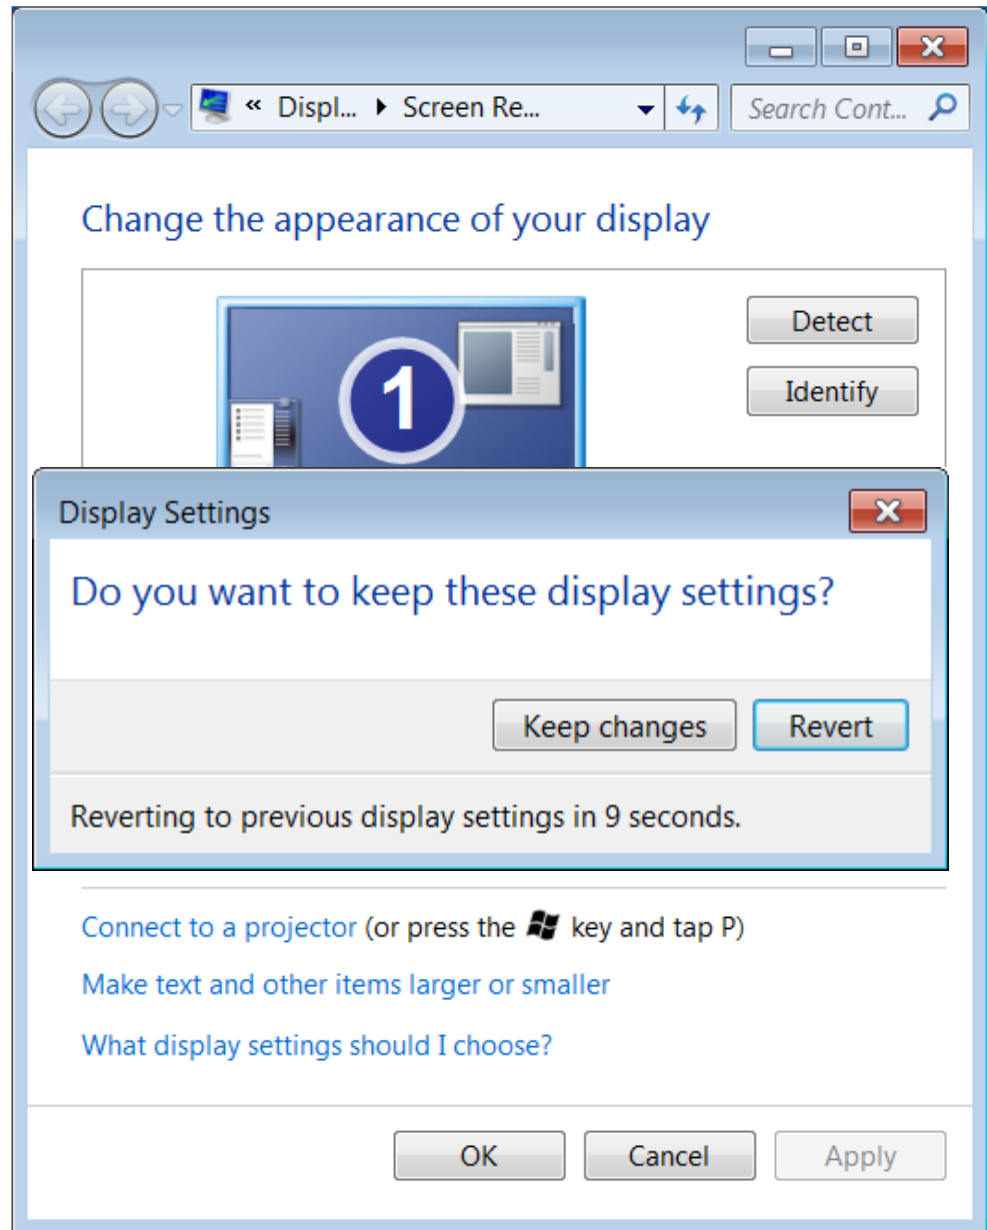 « Displ... Screen Re... Search Cont...
Change the appearance of your display
Detect
1
Identify
Display Settings
Do you want to keep these display settings?
Keep changes Revert
Reverting to previous display settings in 9 seconds.
Connect to a projector (or press the key and tap P)
Make text and other items larger or smaller
What display settings should I choose?
OK Cancel Apply